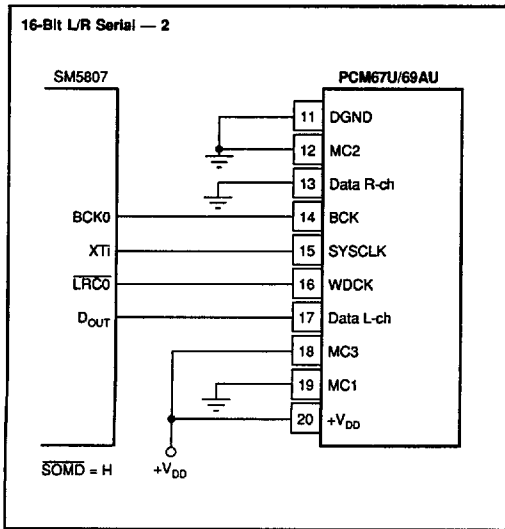 16-Bit L/R Serial — 2
SM5807
PCM67U/69AU
11 DGND
12 MC2
13 Data R-ch
BCK0 14 BCK
XTi 15 SYSCLK
LRC0 16 WDCK
DOUT 17 Data L-ch
18 MC3
19 MC1
20 +VDD
SOMD = H
+VDD